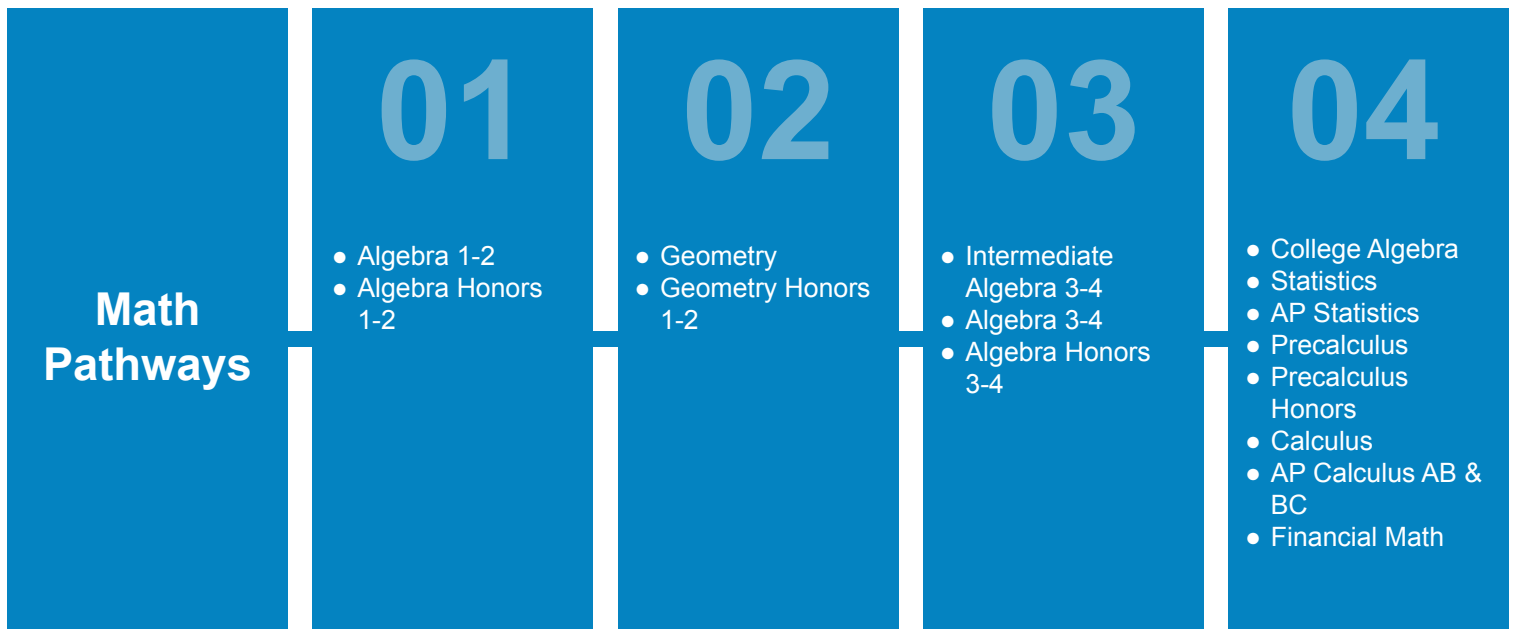 Math
Pathways
01
● Algebra 1-2
● Algebra Honors
1-2
02
● Geometry
● Geometry Honors
1-2
03
● Intermediate
Algebra 3-4
● Algebra 3-4
● Algebra Honors
3-4
04
● College Algebra
● Statistics
● AP Statistics
● Precalculus
● Precalculus
Honors
● Calculus
● AP Calculus AB &
BC
● Financial Math